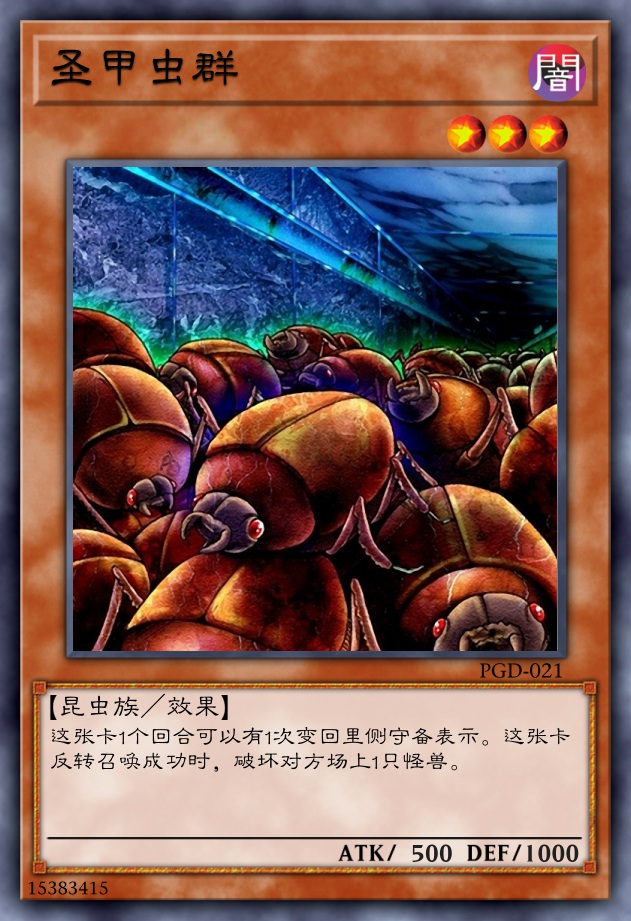 圣甲虫群
闇
PGD-021
【昆虫族／效果】
这张卡1个回合可以有1次变回里侧守备表示。这张卡
反转召唤成功时，破坏对方场上1只怪兽。
ATK/ 500 DEF/1000
15383415